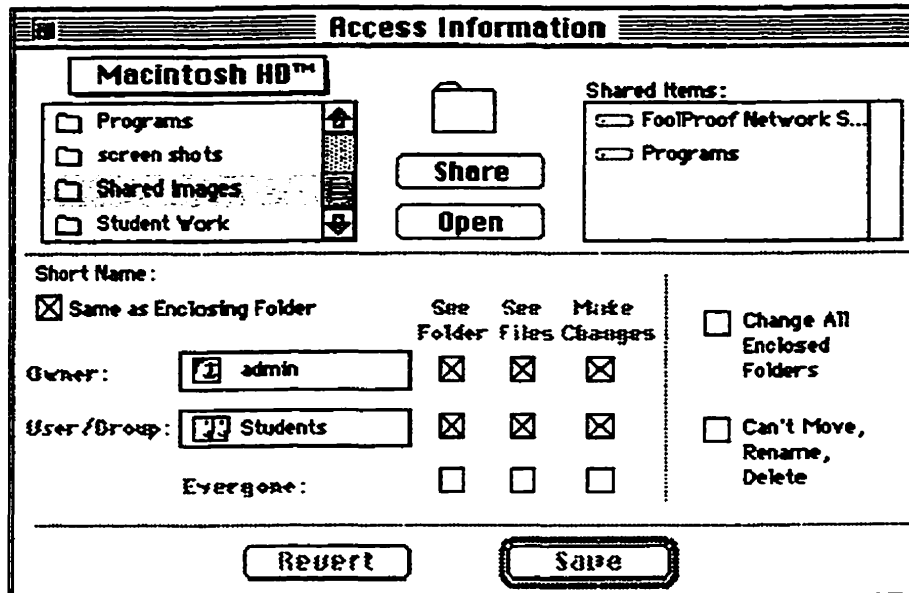 Access Information
Macintosh HD™
Programs
screen shots
Shared Images
Student Work
Share
Open
Shared Items:
FoolProof Network S...
Programs
Short Name:
Same as Enclosing Folder
See Folder
See Files
Make Changes
Owner:
admin
User/Group:
Students
Everyone:
Change All
Enclosed
Folders
Can't Move,
Rename,
Delete
Revert
Save